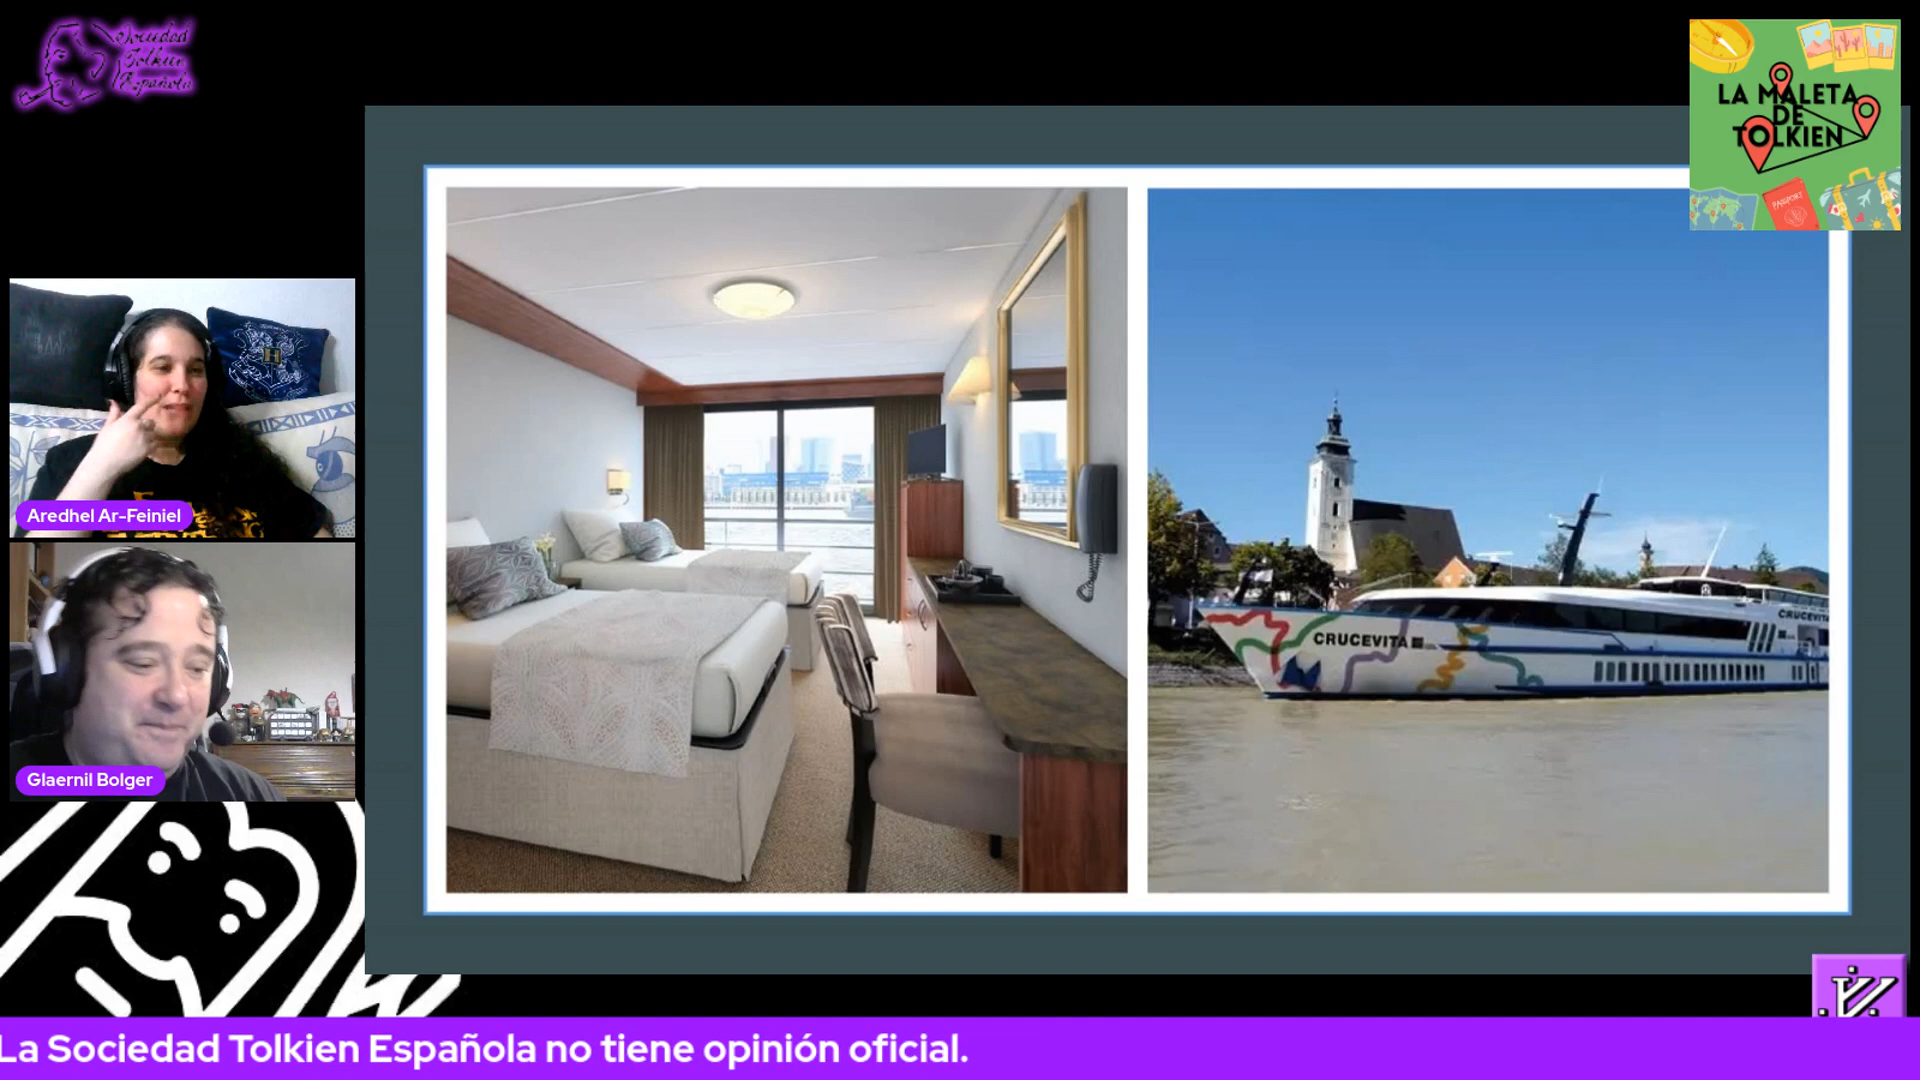 Sociedad
Tolkien
Española
LA MALETA
DE
TOLKIEN
PASSPORT
H
Aredhel Ar-Feiniel
Glaernil Bolger
CRUCEVITA
CRUCEVITA
La Sociedad Tolkien Española no tiene opinión oficial.